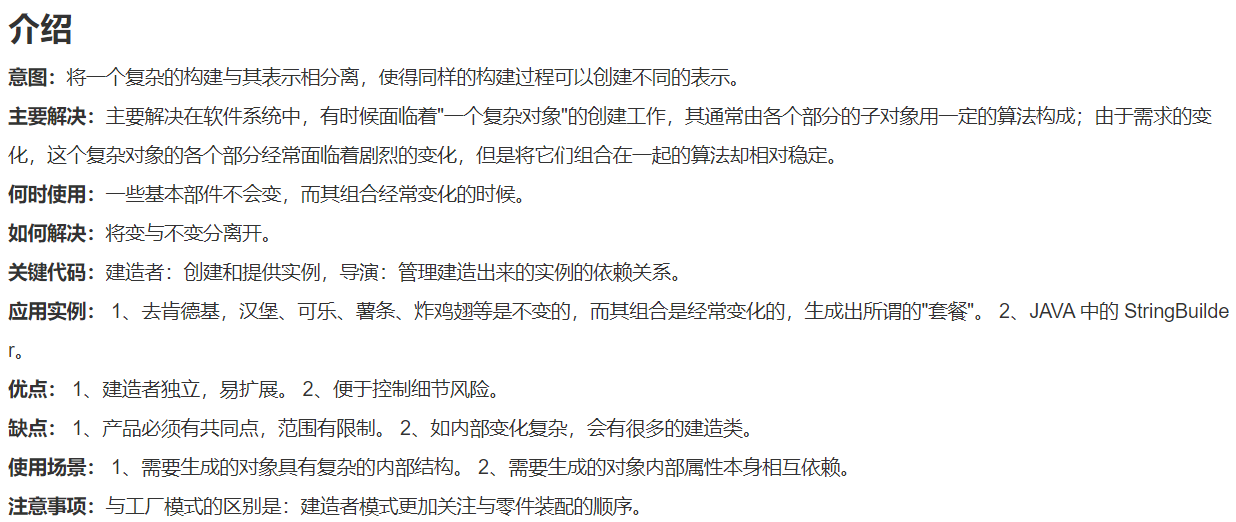 介绍
意图：将一个复杂的构建与其表示相分离，使得同样的构建过程可以创建不同的表示。
主要解决：主要解决在软件系统中，有时候面临着"一个复杂对象"的创建工作，其通常由各个部分的子对象用一定的算法构成；由于需求的变
化，这个复杂对象的各个部分经常面临着剧烈的变化，但是将它们组合在一起的算法却相对稳定。
何时使用：一些基本部件不会变，而其组合经常变化的时候。
如何解决：将变与不变分离开。
关键代码：建造者：创建和提供实例，导演：管理建造出来的实例的依赖关系。
应用实例： 1、去肯德基，汉堡、可乐、薯条、炸鸡翅等是不变的，而其组合是经常变化的，生成出所谓的"套餐"。 2、JAVA 中的 StringBuilde
r。
优点： 1、建造者独立，易扩展。 2、便于控制细节风险。
缺点： 1、产品必须有共同点，范围有限制。 2、如内部变化复杂，会有很多的建造类。
使用场景： 1、需要生成的对象具有复杂的内部结构。 2、需要生成的对象内部属性本身相互依赖。
注意事项：与工厂模式的区别是：建造者模式更加关注与零件装配的顺序。